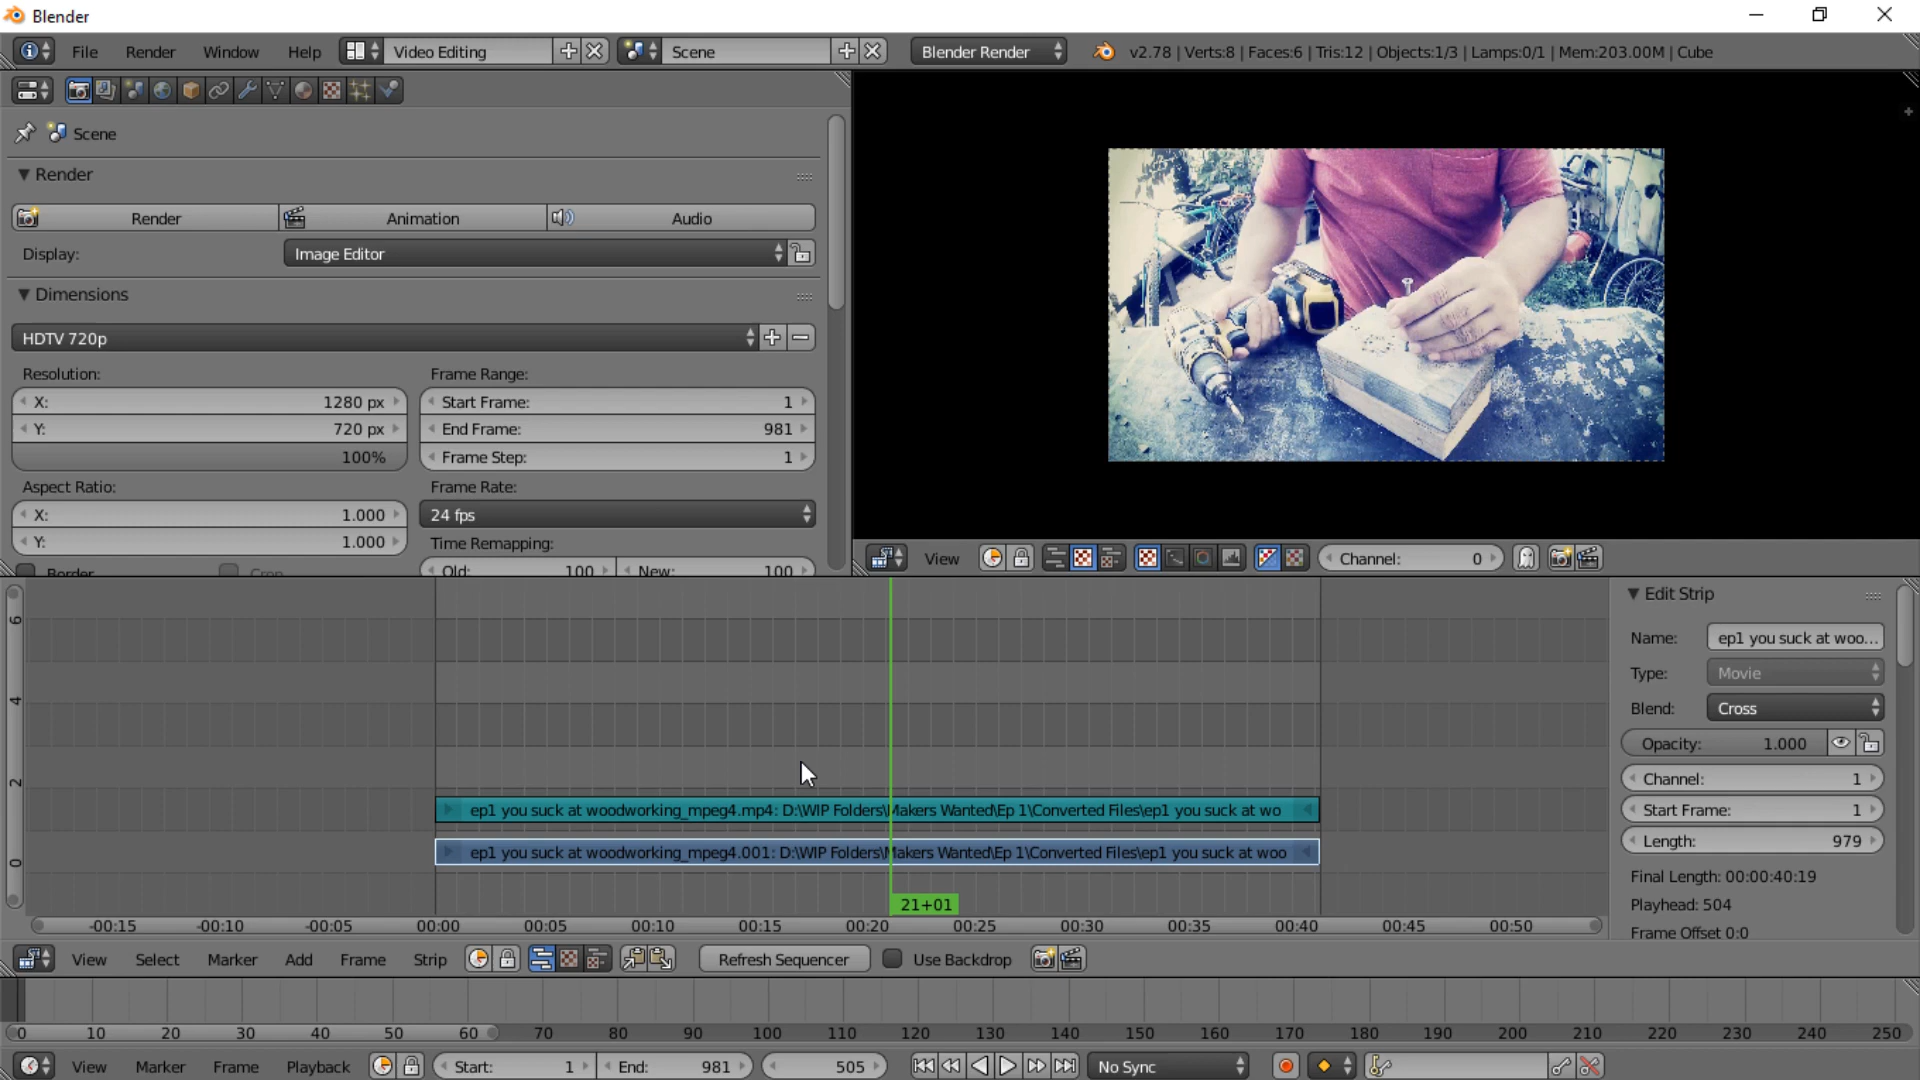 Blender
File Render Window Help Video Editing Scene Blender Render v2.78 | Verts:8 | Faces:6 | Tris:12 | Objects:1/3 | Lamps:0/1 | Mem:203.00M | Cube
Scene
Render
Render Animation Audio
Display: Image Editor
Dimensions
HDTV 720p
Resolution: Frame Range:
X: 1280 px Start Frame: 1
Y: 720 px End Frame: 981
100% Frame Step: 1
Aspect Ratio: Frame Rate:
X: 1.000 24 fps
Y: 1.000 Time Remapping:
Border Crop Old: 100 New: 100
View Channel: 0
Edit Strip
Name: ep1 you suck at woo...
Type: Movie
Blend: Cross
Opacity: 1.000
Channel: 1
Start Frame: 1
Length: 979
Final Length: 00:00:40:19
Playhead: 504
Frame Offset 0:0
6
4
2
0
ep1 you suck at woodworking_mpeg4.mp4: D:\WIP Folders\Makers Wanted\Ep 1\Converted Files\ep1 you suck at wo
ep1 you suck at woodworking_mpeg4.001: D:\WIP Folders\Makers Wanted\Ep 1\Converted Files\ep1 you suck at woo
21+01
-00:15 -00:10 -00:05 00:00 00:05 00:10 00:15 00:20 00:25 00:30 00:35 00:40 00:45 00:50
View Select Marker Add Frame Strip Refresh Sequencer Use Backdrop
0 10 20 30 40 50 60 70 80 90 100 110 120 130 140 150 160 170 180 190 200 210 220 230 240 250
View Marker Frame Playback Start: 1 End: 981 505 No Sync